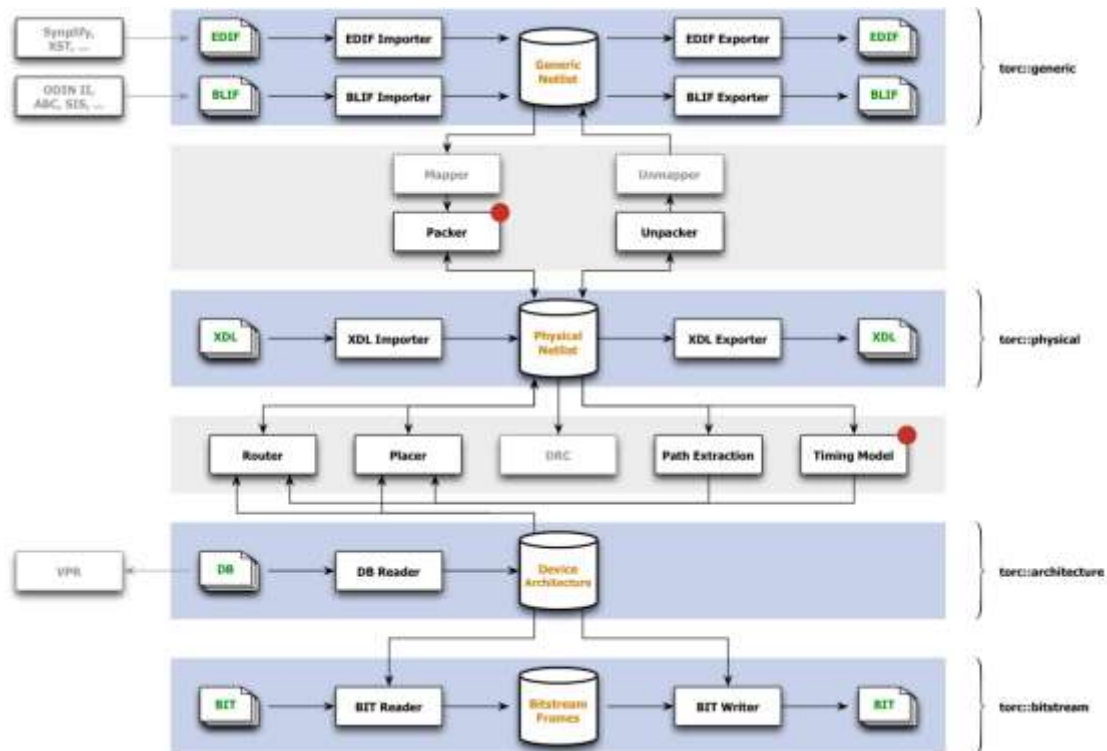 Synplify,
XST, ...
EDIF
EDIF Importer
Generic
Netlist
EDIF Exporter
EDIF
ODIN II,
ABC, SIS, ...
BLIF
BLIF Importer
BLIF Exporter
BLIF
torc::generic
Mapper
Unmapper
Packer
Unpacker
XDL
XDL Importer
Physical
Netlist
XDL Exporter
XDL
torc::physical
Router
Placer
DRC
Path Extraction
Timing Model
VPR
DB
DB Reader
Device
Architecture
torc::architecture
BIT
BIT Reader
Bitstream
Frames
BIT Writer
BIT
torc::bitstream